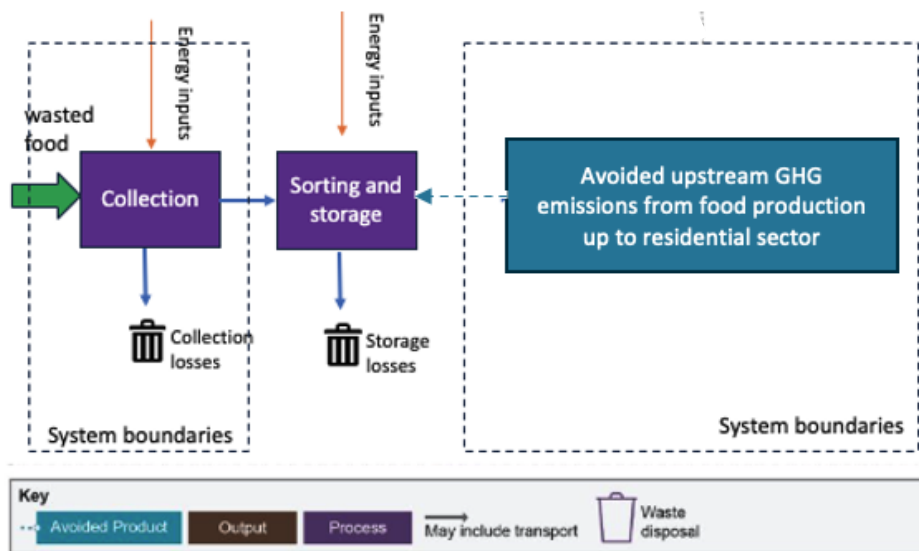 Energy inputs
Energy inputs
wasted
food
Collection
Sorting and
storage
Avoided upstream GHG
emissions from food production
up to residential sector
Collection
losses
Storage
losses
System boundaries
System boundaries
Key
Avoided Product
Output
Process
May include transport
Waste
disposal